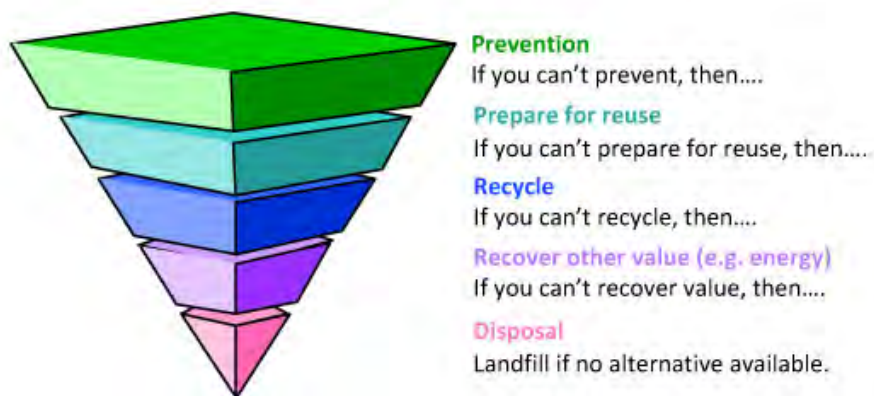 Prevention
If you can't prevent, then....
Prepare for reuse
If you can't prepare for reuse, then....
Recycle
If you can't recycle, then....
Recover other value (e.g. energy)
If you can't recover value, then....
Disposal
Landfill if no alternative available.